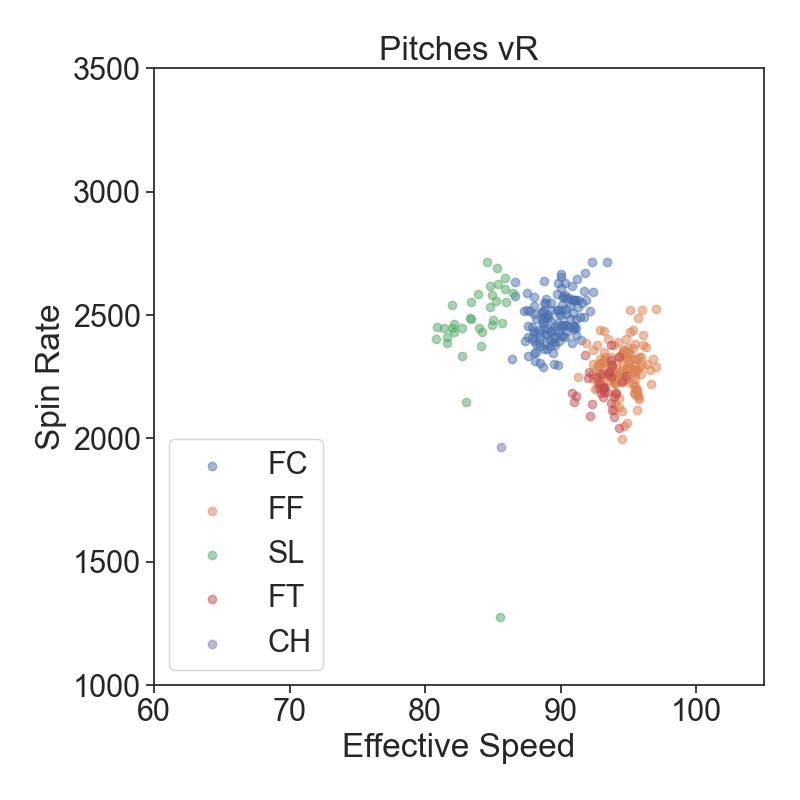 Pitches vR
3500
3000
2500
2000
1500
1000
Spin Rate
FC
FF
SL
FT
CH
60 70 80 90 100
Effective Speed